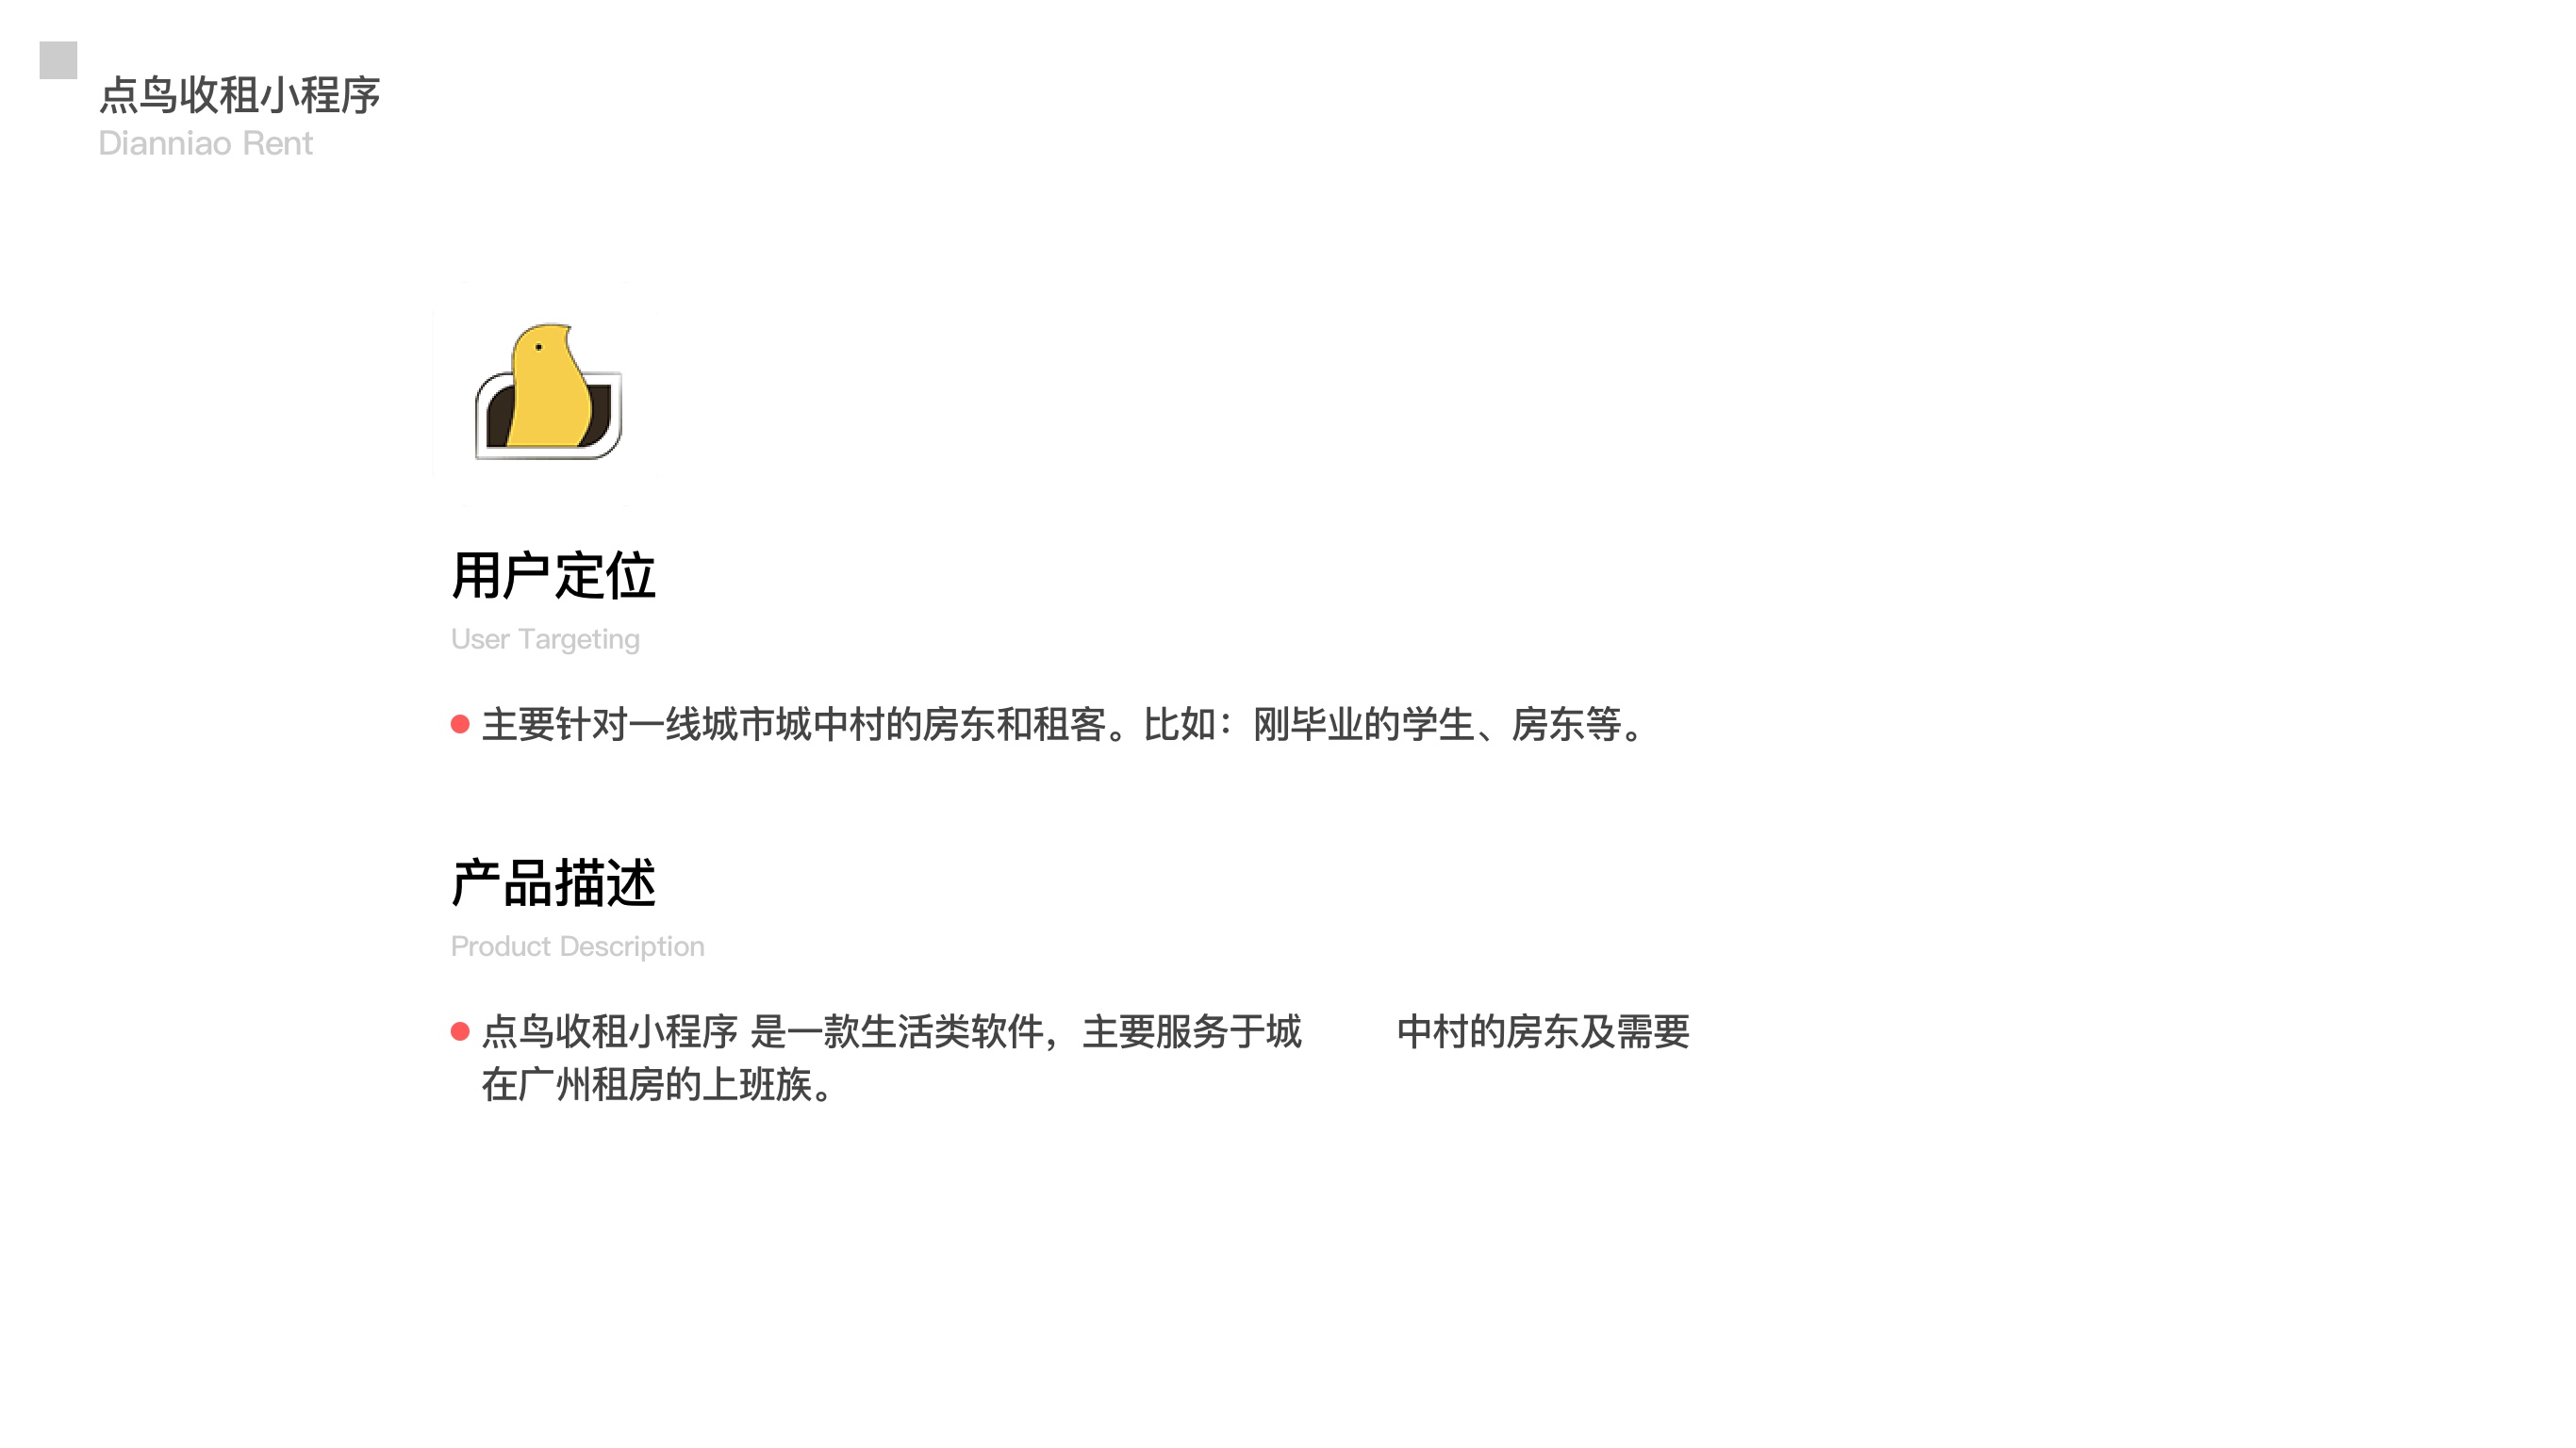 点鸟收租小程序
Dianniao Rent
用户定位
User Targeting
主要针对一线城市城中村的房东和租客。比如：刚毕业的学生、房东等。
产品描述
Product Description
点鸟收租小程序 是一款生活类软件，主要服务于城 中村的房东及需要
在广州租房的上班族。